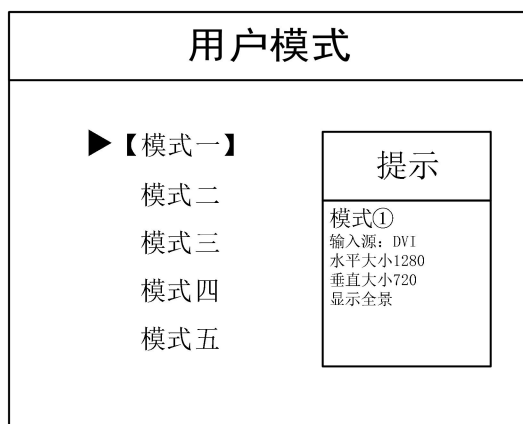 用户模式
▶【模式一】
模式二
模式三
模式四
模式五
提示
模式①
输入源：DVI
水平大小1280
垂直大小720
显示全景